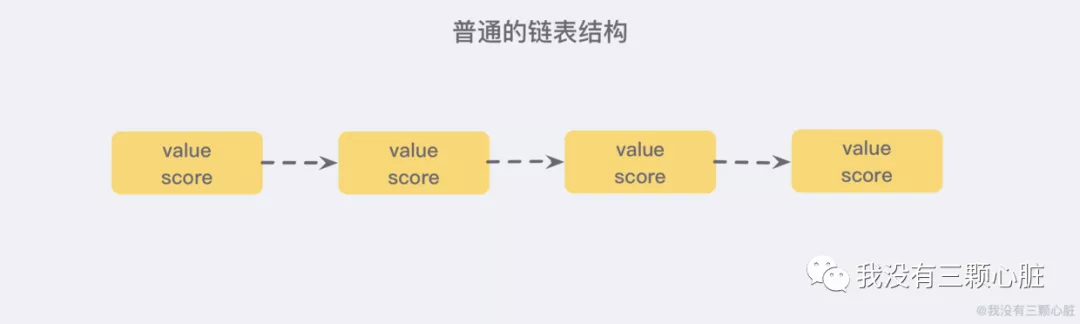 普通的链表结构
value
score
value
score
value
score
value
score
我没有三颗心脏
@我没有三颗心脏